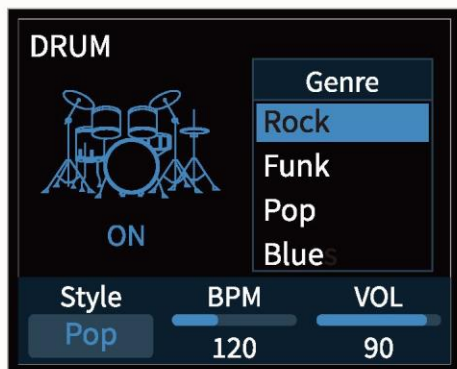 DRUM
Genre
Rock
Funk
Pop
Blues
ON
Style
BPM
VOL
Pop
120
90